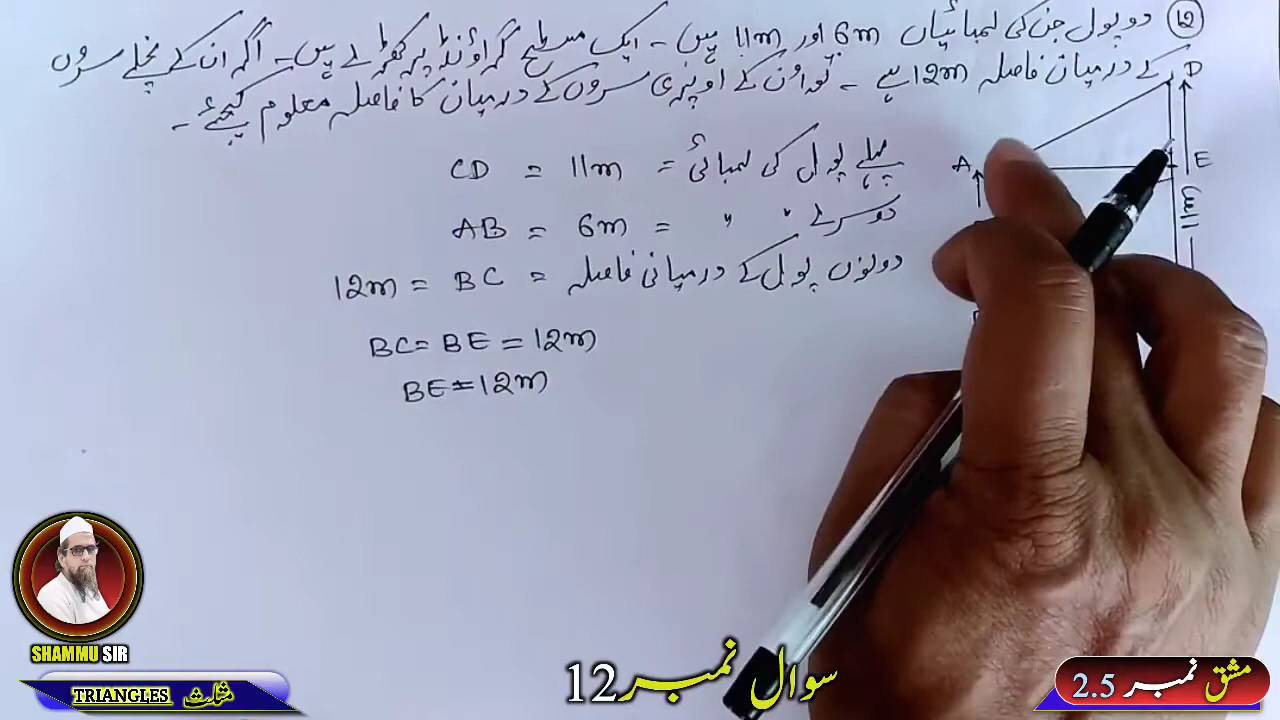 ⑫ دو پول جن کی لمبائیاں 6m اور 11m ہیں۔ ایک مسطح گراؤنڈ پر کھڑے ہیں۔ اگر ان کے نچلے سروں
کے درمیان فاصلہ 12m ہے۔ تو اُن کے اوپری سروں کے درمیان کا فاصلہ معلوم کیجئے۔
D
پہلے پول کی لمبائی = 11m = CD
A E
دوسرے " " = 6m = AB
11m
دونوں پول کے درمیانی فاصلہ = BC = 12m
BC = BE = 12m
BE = 12m
SHAMMU SIR
TRIANGLES مثلث
سوال نمبر 12
مشق نمبر 2.5